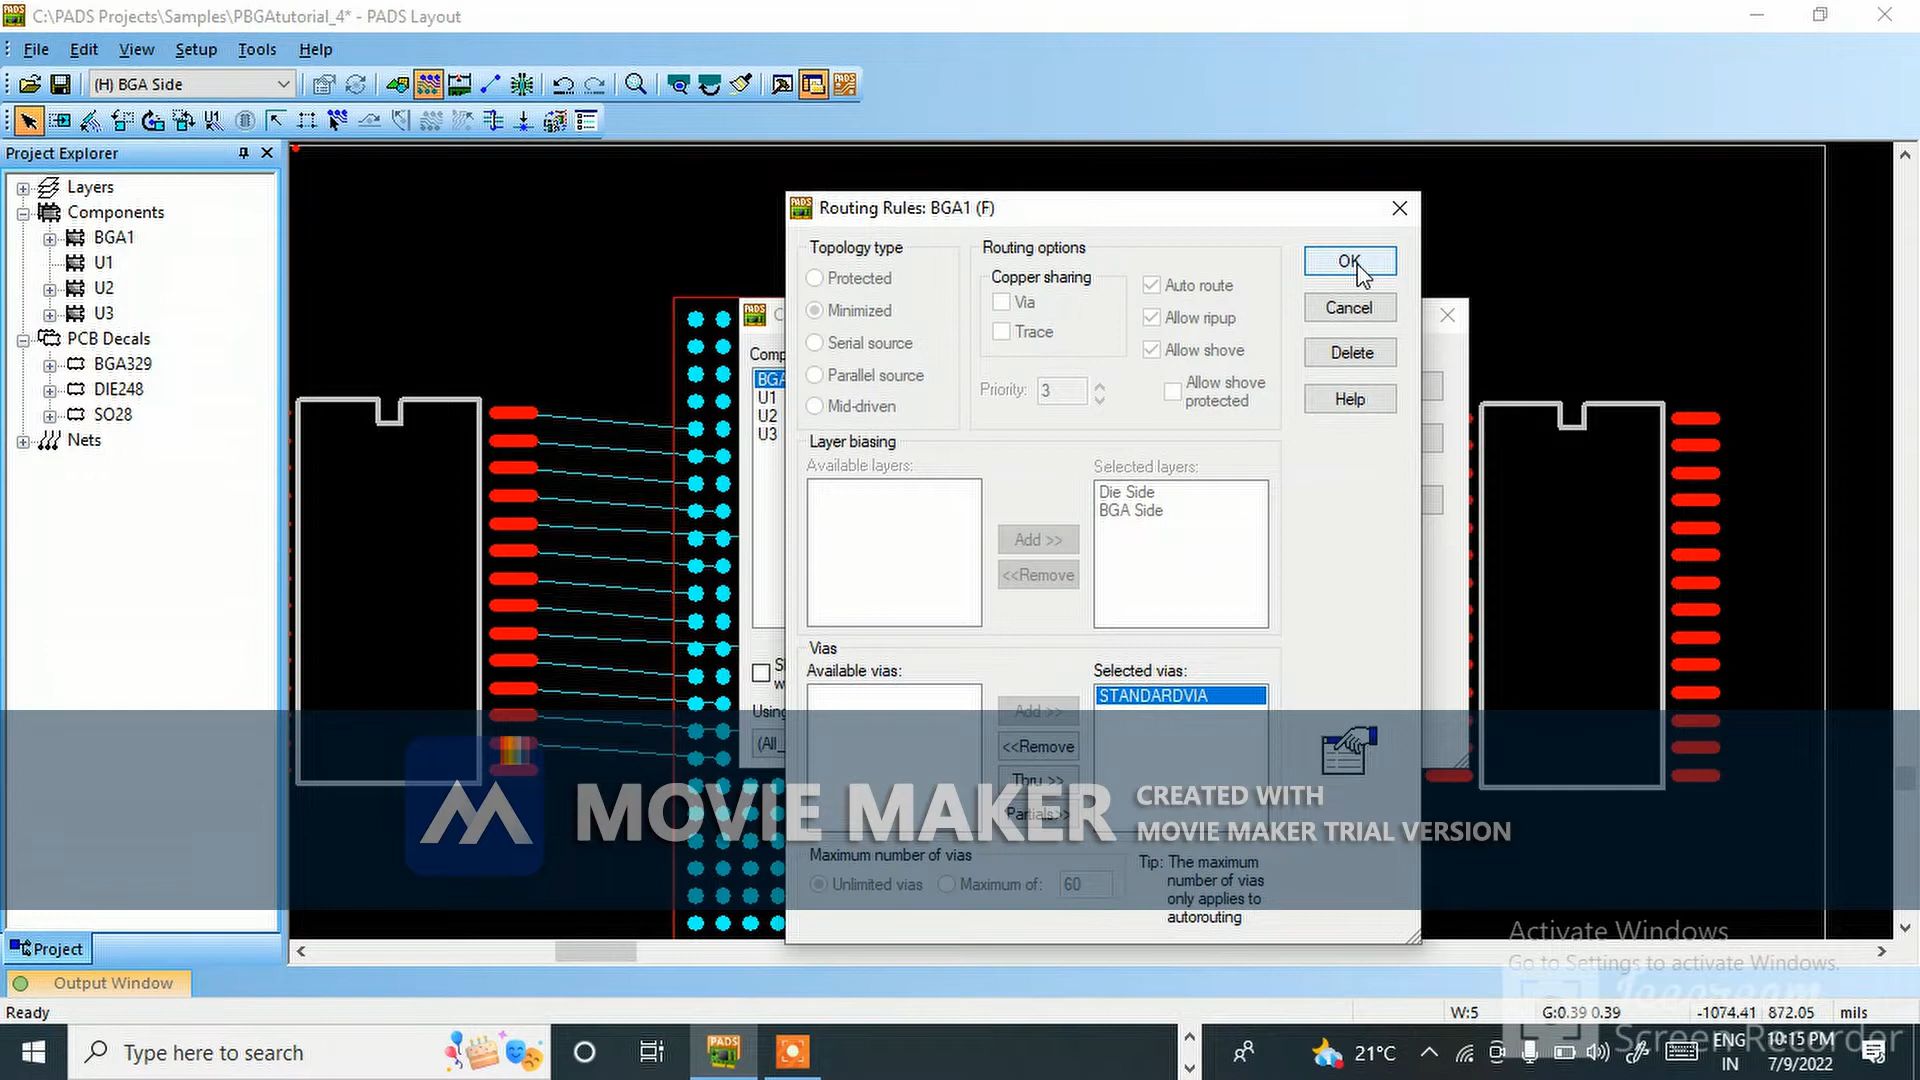 C:\PADS Projects\Samples\PBGAtutorial_4* - PADS Layout
File Edit View Setup Tools Help
(H) BGA Side
Project Explorer
Layers
Components
BGA1
U1
U2
U3
PCB Decals
BGA329
DIE248
SO28
Nets
Project
Output Window
Ready
W:5 G:0.39 0.39 -1074.41 872.05 mils
Routing Rules: BGA1 (F)
Topology type
Protected
Minimized
Serial source
Parallel source
Mid-driven
Routing options
Copper sharing
Via
Trace
Auto route
Allow ripup
Allow shove
Priority: 3
Allow shove
protected
OK
Cancel
Delete
Help
Layer biasing
Available layers:
Selected layers:
Die Side
BGA Side
Add >>
<<Remove
Vias
Available vias:
Selected vias:
STANDARDVIA
Add >>
<<Remove
Thru >>
Partials>>
Maximum number of vias
Unlimited vias
Maximum of: 60
Tip: The maximum
number of vias
only applies to
autorouting
U1
U2
U3
MOVIE MAKER
CREATED WITH
MOVIE MAKER TRIAL VERSION
Activate Windows
Go to Settings to activate Windows.
Icecream
Screen Recorder
Type here to search
PADS
21°C
ENG
IN
10:15 PM
7/9/2022